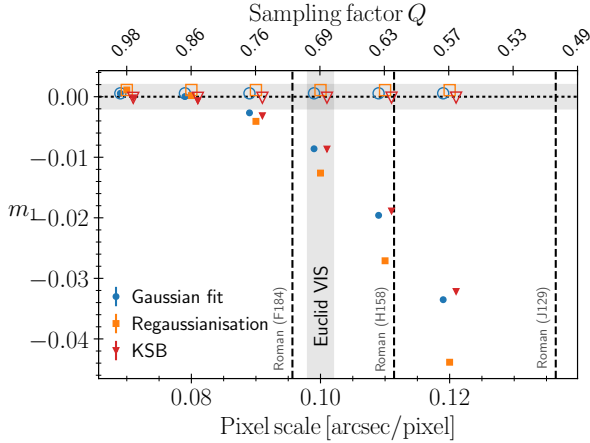 Sampling factor Q
0.98 0.86 0.76 0.69 0.63 0.57 0.53 0.49
0.00
−0.01
−0.02
−0.03
−0.04
m₁
Gaussian fit
Regaussianisation
KSB
Roman (F184)
Euclid VIS
Roman (H158)
Roman (J129)
0.08 0.10 0.12
Pixel scale [arcsec/pixel]